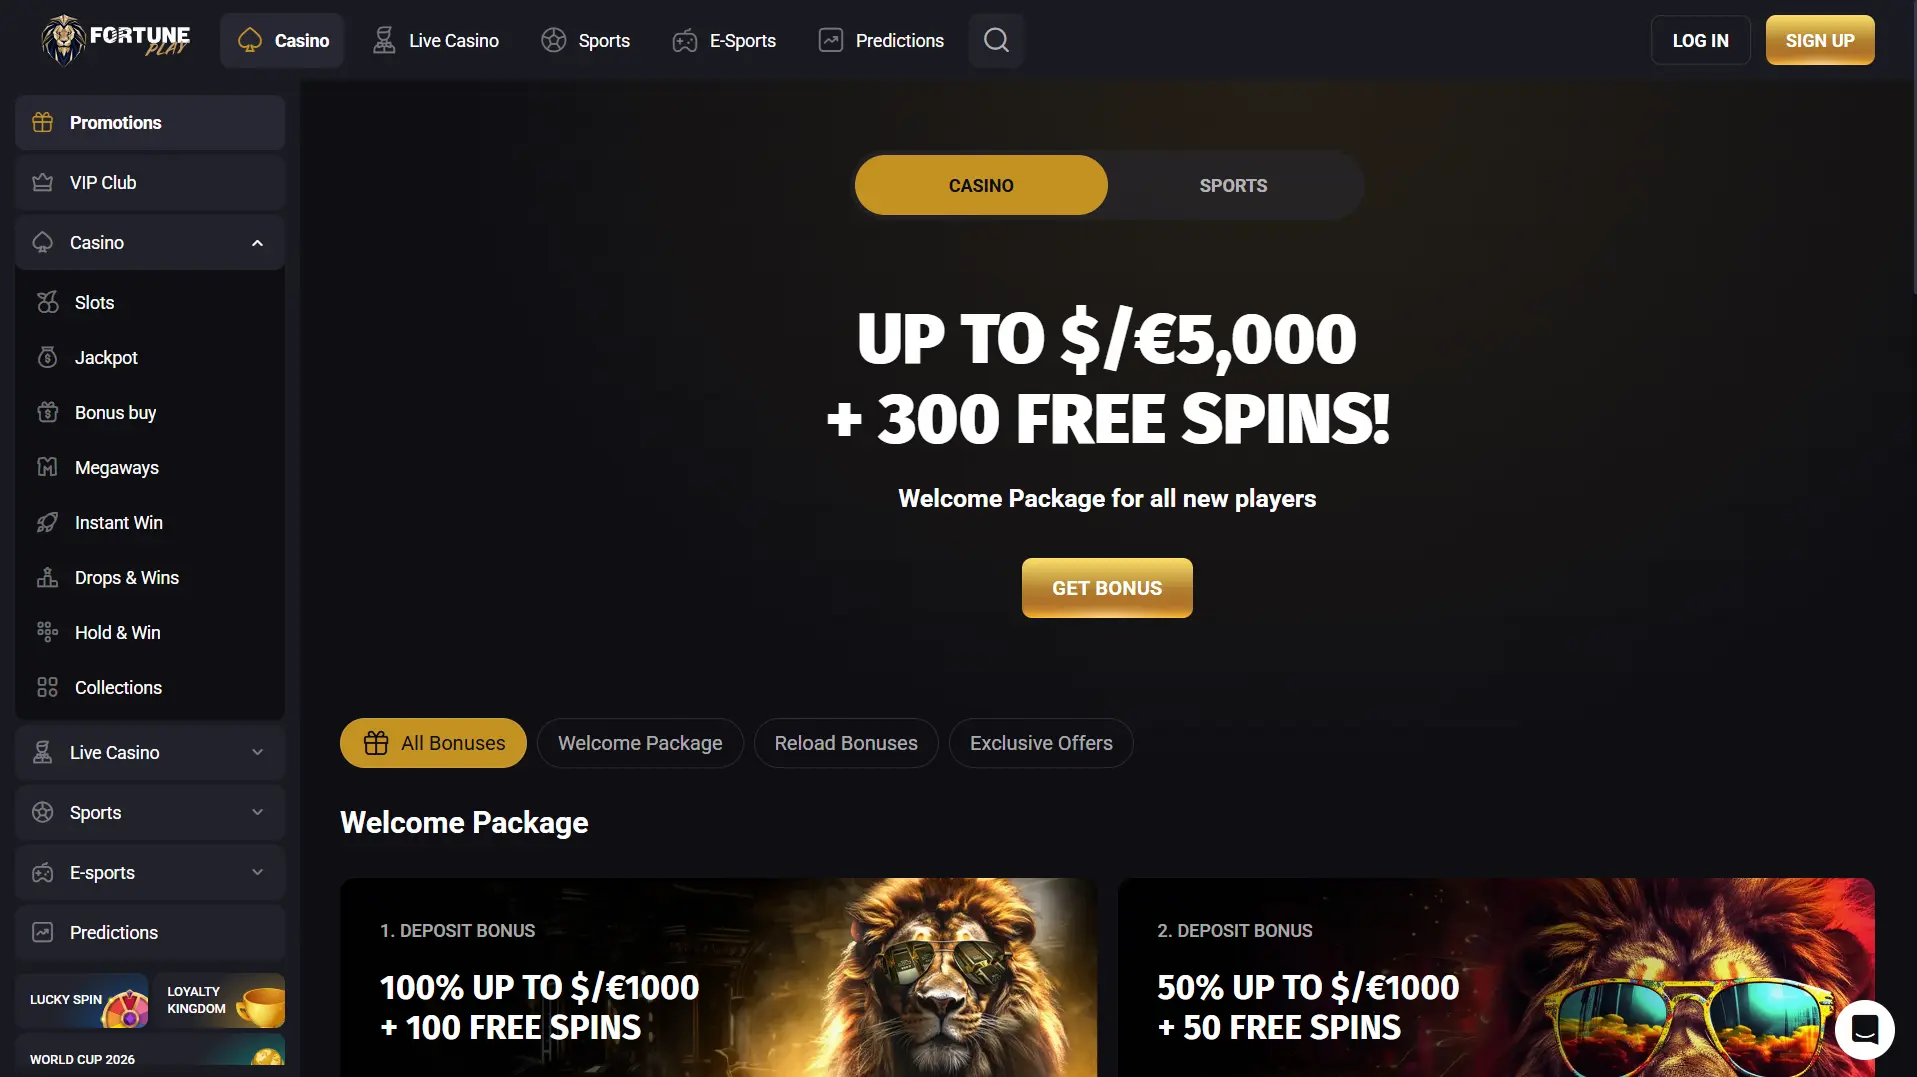 FORTUNE
PLAY
Casino
Live Casino
Sports
E-Sports
Predictions
LOG IN
SIGN UP
Promotions
VIP Club
Casino
Slots
Jackpot
Bonus buy
Megaways
Instant Win
Drops & Wins
Hold & Win
Collections
Live Casino
Sports
E-sports
Predictions
LUCKY SPIN
LOYALTY
KINGDOM
WORLD CUP 2026
CASINO
SPORTS
UP TO $/€5,000
+ 300 FREE SPINS!
Welcome Package for all new players
GET BONUS
All Bonuses
Welcome Package
Reload Bonuses
Exclusive Offers
Welcome Package
1. DEPOSIT BONUS
100% UP TO $/€1000
+ 100 FREE SPINS
2. DEPOSIT BONUS
50% UP TO $/€1000
+ 50 FREE SPINS